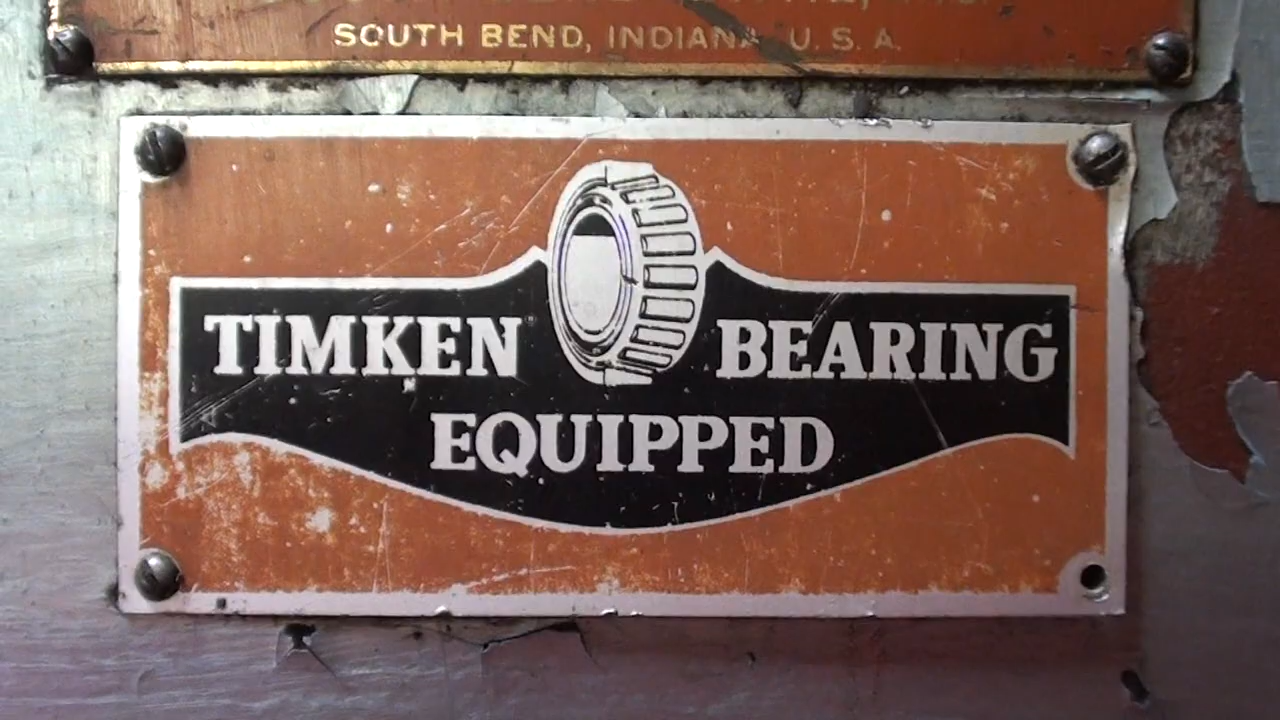 SOUTH BEND, INDIANA, U. S. A.
TIMKEN BEARING
EQUIPPED